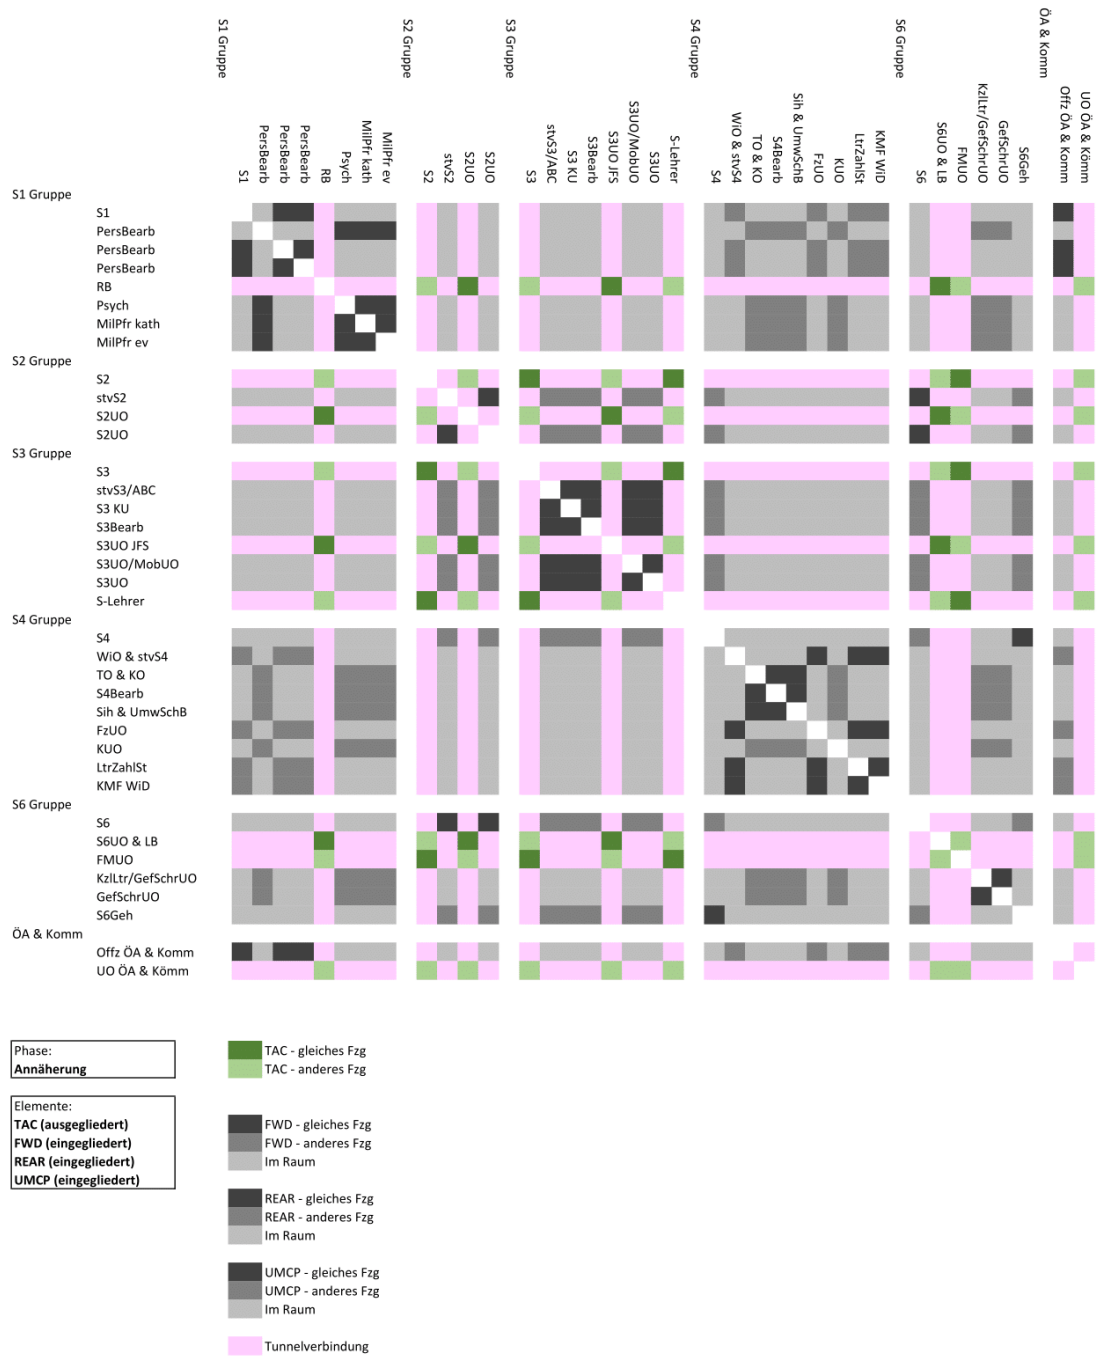 S1 Gruppe
S2 Gruppe
S3 Gruppe
S4 Gruppe
S6 Gruppe
ÖA & Komm
S1
PersBearb
PersBearb
PersBearb
RB
Psych
MilPfr kath
MilPfr ev
S2
stvS2
S2UO
S2UO
S3
stvS3/ABC
S3 KU
S3Bearb
S3UO JFS
S3UO/MobUO
S3UO
S-Lehrer
S4
WiO & stvS4
TO & KO
S4Bearb
Sih & UmwSchB
FzUO
KUO
LtrZahlSt
KMF WiD
S6
S6UO & LB
FMUO
KzlLtr/GefSchrUO
GefSchrUO
S6Geh
Offz ÖA & Komm
UO ÖA & Kömm
S1 Gruppe
S1
PersBearb
PersBearb
PersBearb
RB
Psych
MilPfr kath
MilPfr ev
S2 Gruppe
S2
stvS2
S2UO
S2UO
S3 Gruppe
S3
stvS3/ABC
S3 KU
S3Bearb
S3UO JFS
S3UO/MobUO
S3UO
S-Lehrer
S4 Gruppe
S4
WiO & stvS4
TO & KO
S4Bearb
Sih & UmwSchB
FzUO
KUO
LtrZahlSt
KMF WiD
S6 Gruppe
S6
S6UO & LB
FMUO
KzlLtr/GefSchrUO
GefSchrUO
S6Geh
ÖA & Komm
Offz ÖA & Komm
UO ÖA & Kömm
Phase:
Annäherung
Elemente:
TAC (ausgegliedert)
FWD (eingegliedert)
REAR (eingegliedert)
UMCP (eingegliedert)
TAC - gleiches Fzg
TAC - anderes Fzg
FWD - gleiches Fzg
FWD - anderes Fzg
Im Raum
REAR - gleiches Fzg
REAR - anderes Fzg
Im Raum
UMCP - gleiches Fzg
UMCP - anderes Fzg
Im Raum
Tunnelverbindung